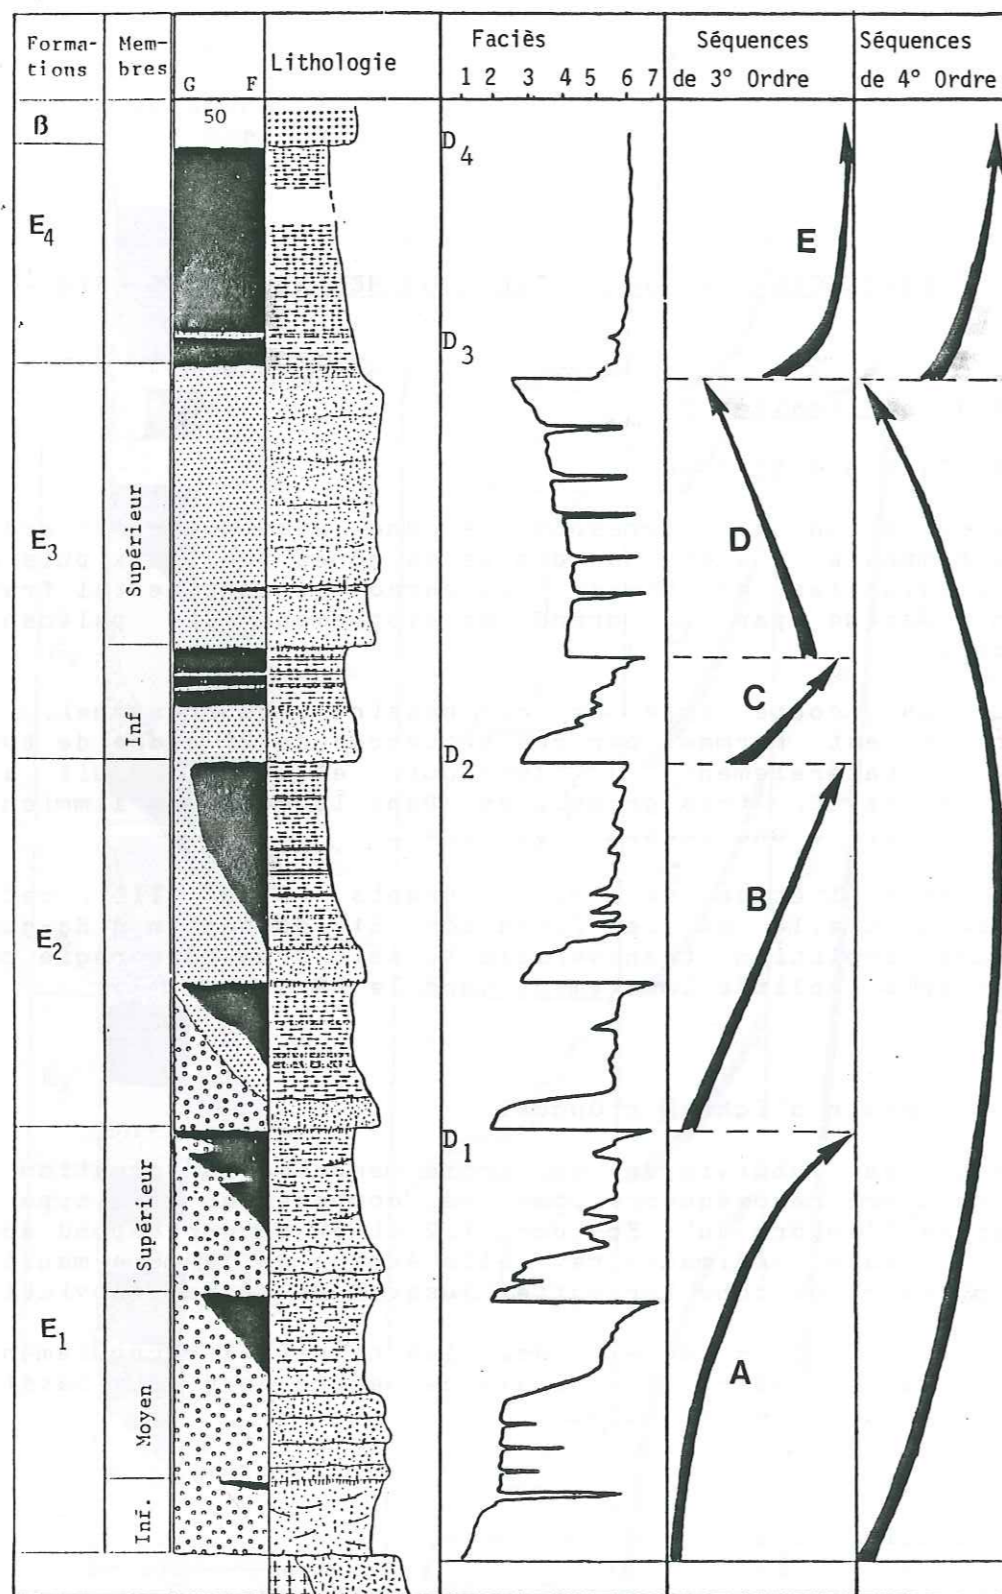 Forma-
tions
Mem-
bres
G F
50
Lithologie
Faciès
1 2 3 4 5 6 7
Séquences
de 3° Ordre
Séquences
de 4° Ordre
ß
E4
E3
E2
E1
Supérieur
Inf.
Supérieur
Moyen
Inf.
D4
D3
D2
D1
E
D
C
B
A